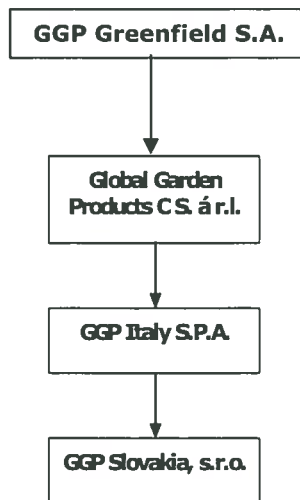 GGP Greenfield S.A.
Global Garden
Products C S. á r.l.
GGP Italy S.P.A.
GGP Slovakia, s.r.o.